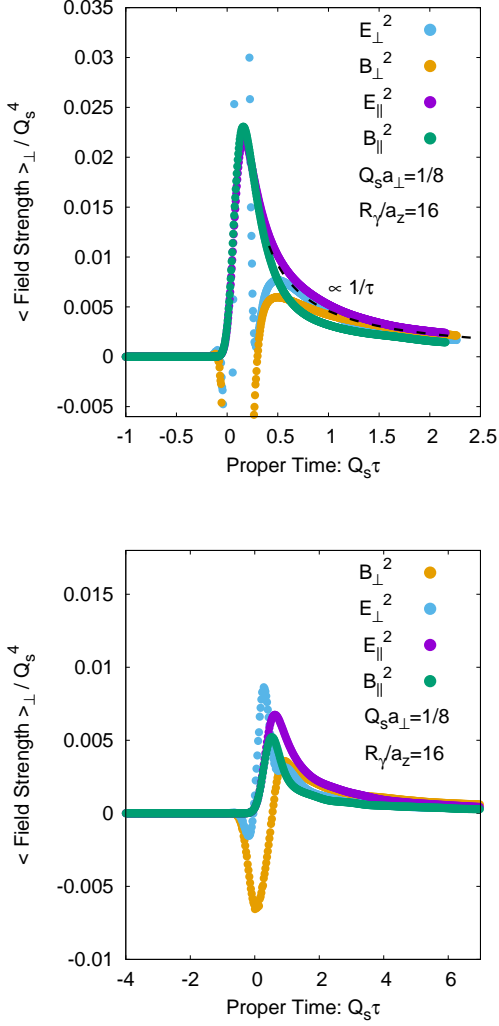 < Field Strength >⊥ / Qs^4
0.035
0.03
0.025
0.02
0.015
0.01
0.005
0
-0.005
E⊥^2
B⊥^2
E||^2
B||^2
Qsa⊥=1/8
Rγ/az=16
∝ 1/τ
-1 -0.5 0 0.5 1 1.5 2 2.5
Proper Time: Qsτ
< Field Strength >⊥ / Qs^4
0.015
0.01
0.005
0
-0.005
-0.01
B⊥^2
E⊥^2
E||^2
B||^2
Qsa⊥=1/8
Rγ/az=16
-4 -2 0 2 4 6
Proper Time: Qsτ